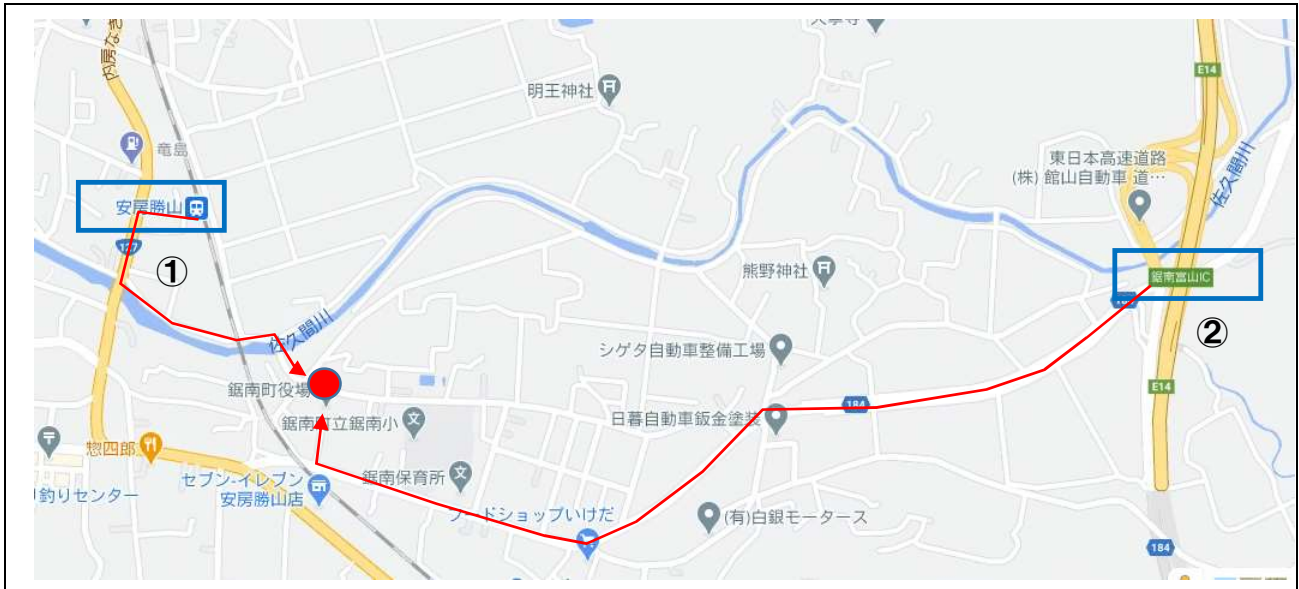 内房なぎ
E14
明王神社
竜島
東日本高速道路
(株) 館山自動車 道…
佐久間川
安房勝山
127
①
熊野神社
鋸南富山IC
②
佐久間川
シゲタ自動車整備工場
鋸南町役場
E14
184
日暮自動車鈑金塗装
鋸南町立鋸南小
惣四郎
セブン-イレブン
安房勝山店
鋸南保育所
釣りセンター
フードショップいけだ
(有)白銀モータース
184